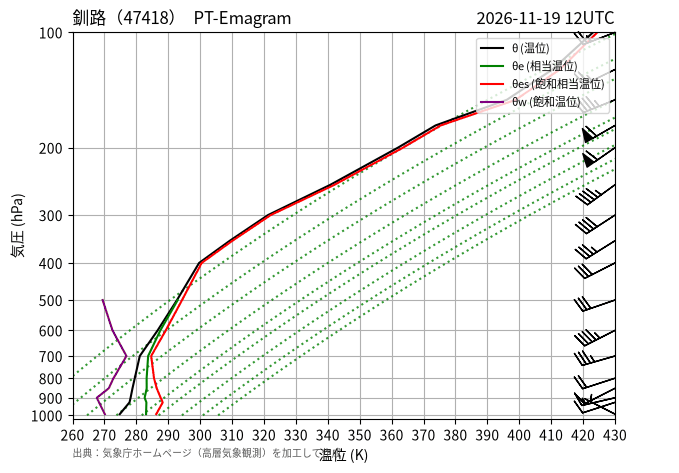 釧路（47418） PT-Emagram
2026-11-19 12UTC
100
200
300
400
500
600
700
800
900
1000
気圧 (hPa)
θ (温位)
θe (相当温位)
θes (飽和相当温位)
θw (飽和温位)
260 270 280 290 300 310 320 330 340 350 360 370 380 390 400 410 420 430
温位 (K)
出典：気象庁ホームページ（高層気象観測）を加工して